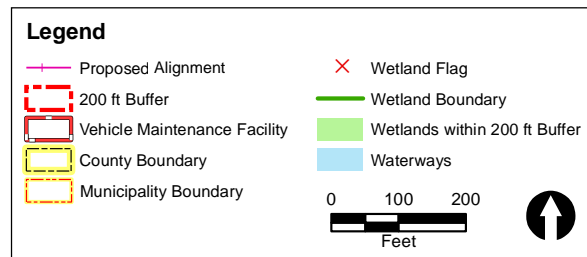 Legend
Proposed Alignment
200 ft Buffer
Vehicle Maintenance Facility
County Boundary
Municipality Boundary
Wetland Flag
Wetland Boundary
Wetlands within 200 ft Buffer
Waterways
0 100 200
Feet